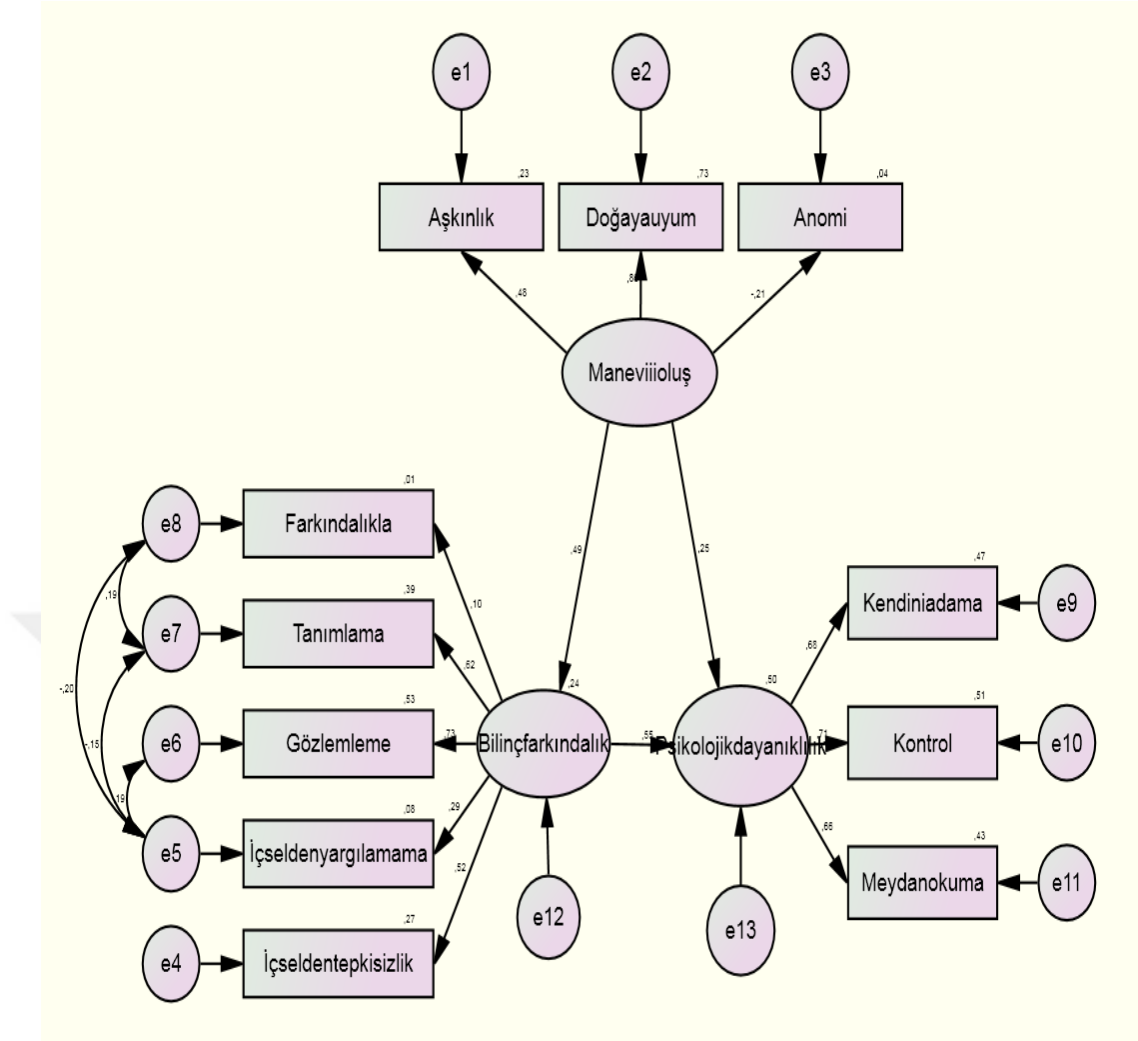 e1
e2
e3
,23
,73
,04
Aşkınlık
Doğayauyum
Anomi
,48
-,21
Maneviiioluş
,49
,25
,01
e8
Farkındalıkla
,19
,10
,39
e7
Tanımlama
,62
-,20
-,15
,53
e6
Gözlemleme
,73
,19
,08
e5
İçseldenyargılamama
,29
,52
,27
e4
İçseldentepkisizlik
,24
Bilinçfarkındalık
,55
e12
,50
Psikolojikdayanıklılık
,71
e13
,47
Kendiniadama
e9
,68
,51
Kontrol
e10
,66
,43
Meydanokuma
e11